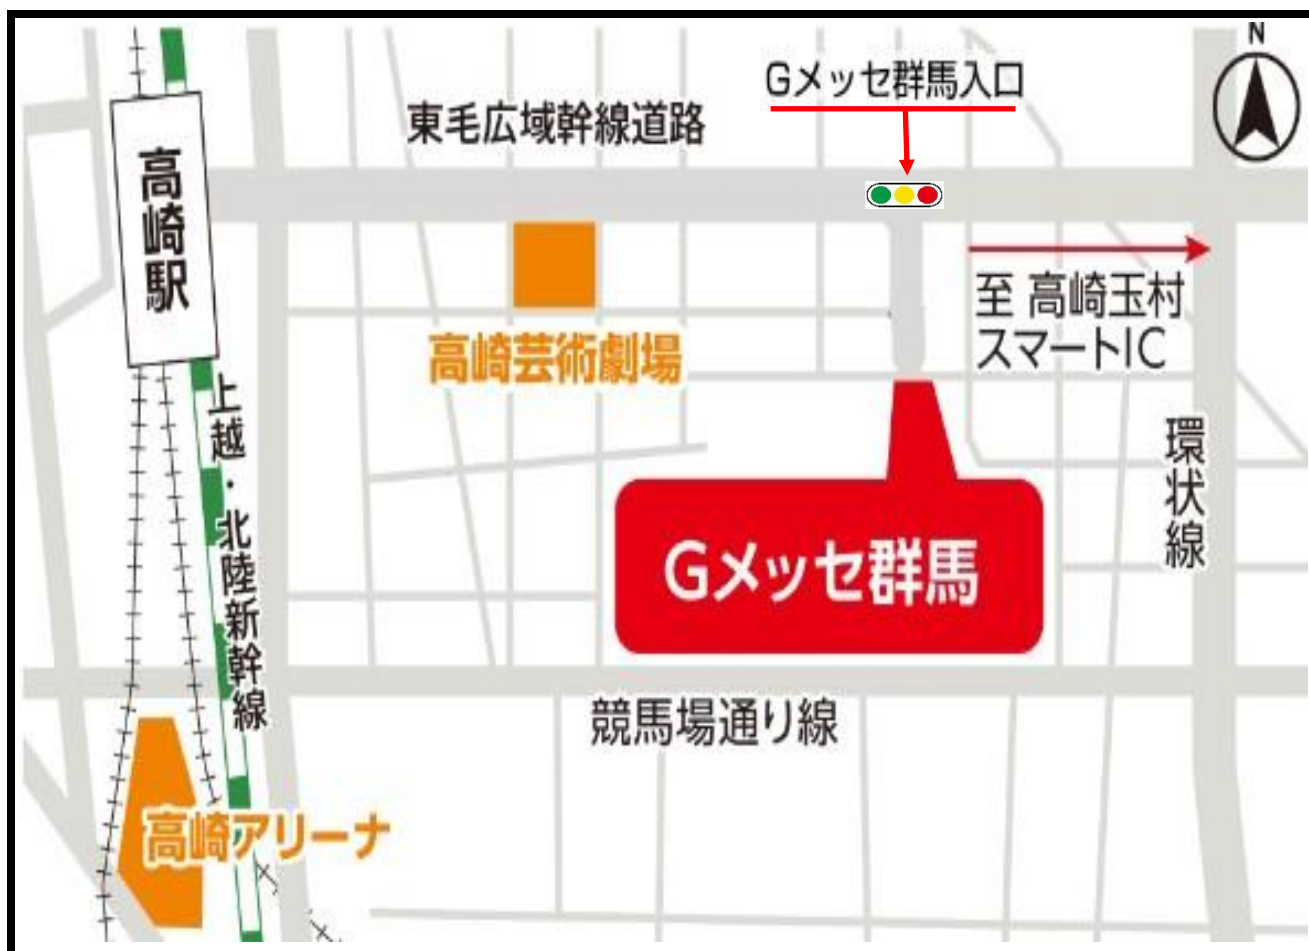 N
Gメッセ群馬入口
東毛広域幹線道路
高崎駅
至 高崎玉村
スマートIC
高崎芸術劇場
上越・北陸新幹線
環状線
Gメッセ群馬
競馬場通り線
高崎アリーナ